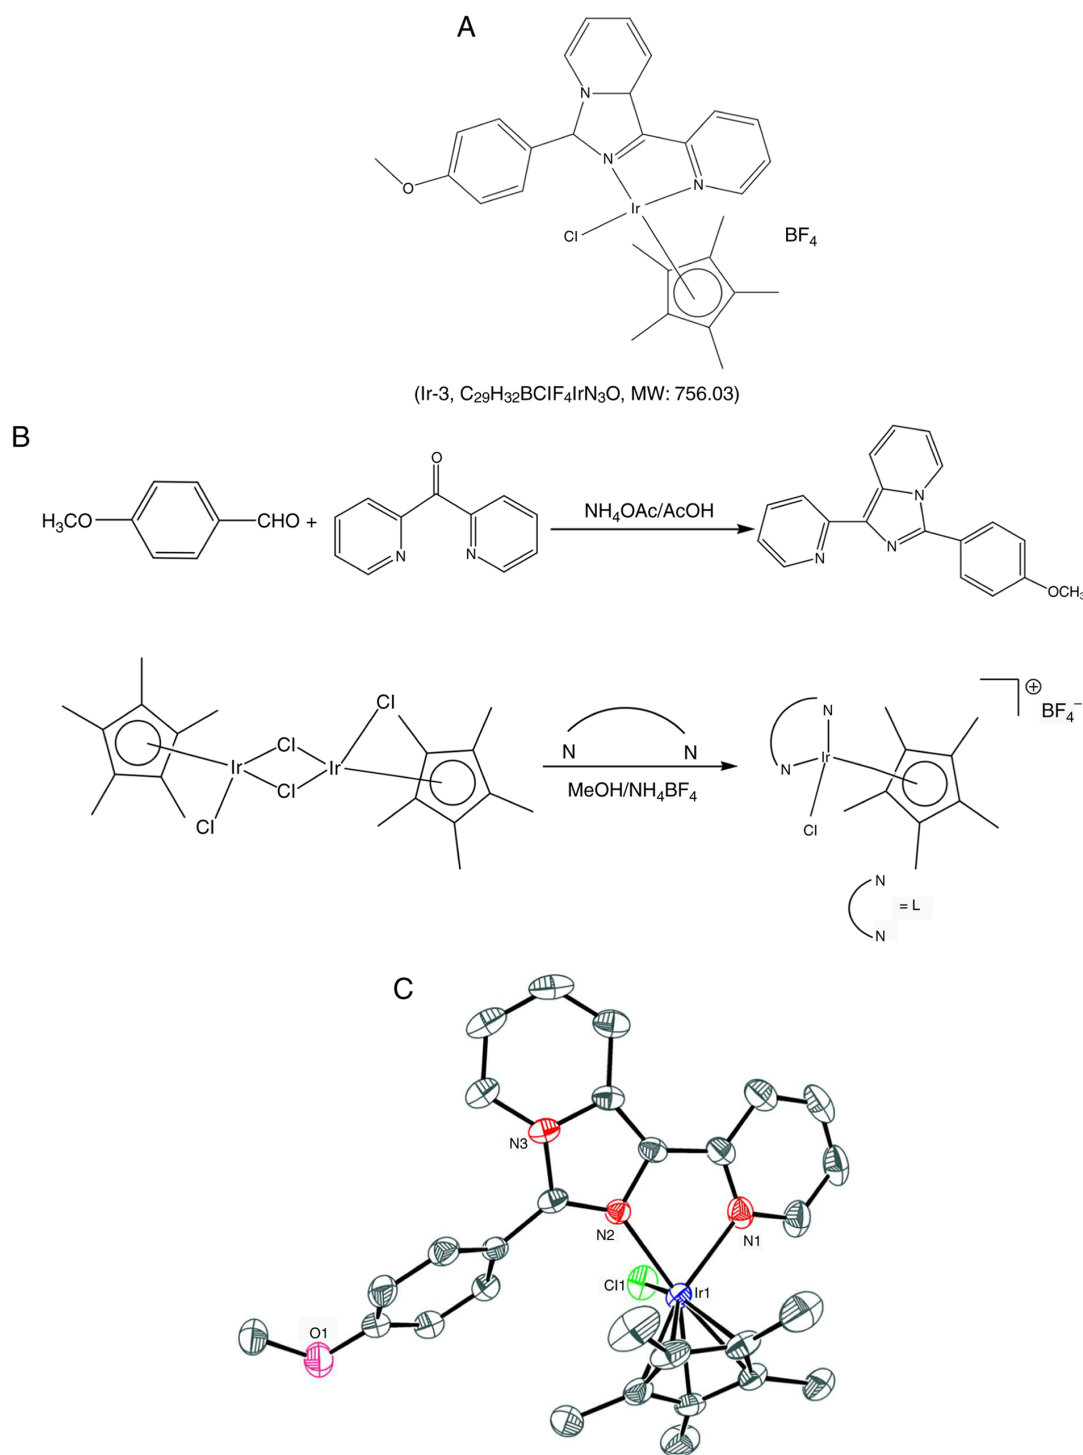 A
N
N
N
O
Ir
Cl
BF4
(Ir-3, C29H32BClF4IrN3O, MW: 756.03)
B
H3CO
CHO +
O
N
N
NH4OAc/AcOH
N
N
N
OCH3
Cl
Cl
Ir
Ir
Cl
Cl
N
N
MeOH/NH4BF4
N
N
Ir
Cl
⊕
BF4−
N
= L
N
C
N3
N2
N1
Cl1
Ir1
O1